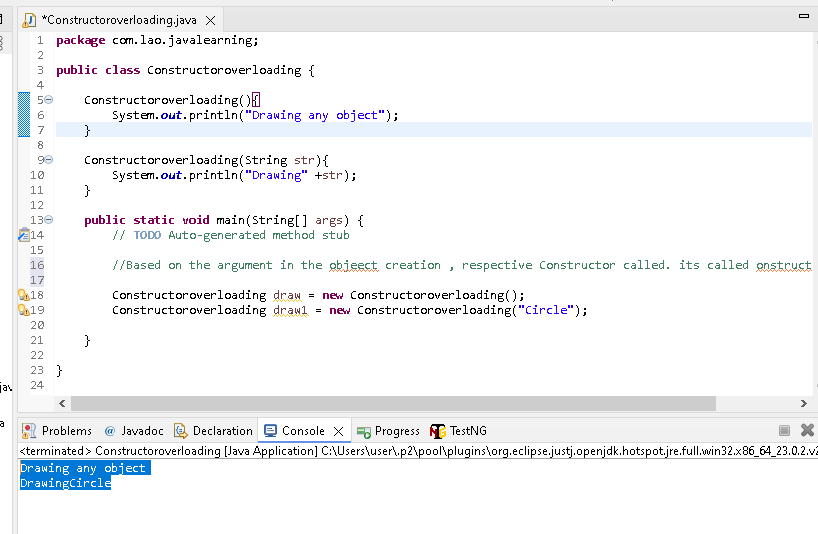 *Constructoroverloading.java
1 package com.lao.javalearning;
2
3 public class Constructoroverloading {
4
5 Constructoroverloading(){
6 System.out.println("Drawing any object");
7 }
8
9 Constructoroverloading(String str){
10 System.out.println("Drawing" +str);
11 }
12
13 public static void main(String[] args) {
14 // TODO Auto-generated method stub
15
16 //Based on the argument in the objeect creation , respective Constructor called. its called onstruct
17
18 Constructoroverloading draw = new Constructoroverloading();
19 Constructoroverloading draw1 = new Constructoroverloading("Circle");
20
21 }
22
23 }
24
jav
a
Problems @ Javadoc Declaration Console Progress TestNG
<terminated> Constructoroverloading [Java Application] C:\Users\user\.p2\pool\plugins\org.eclipse.justj.openjdk.hotspot.jre.full.win32.x86_64_23.0.2.v2
Drawing any object
DrawingCircle